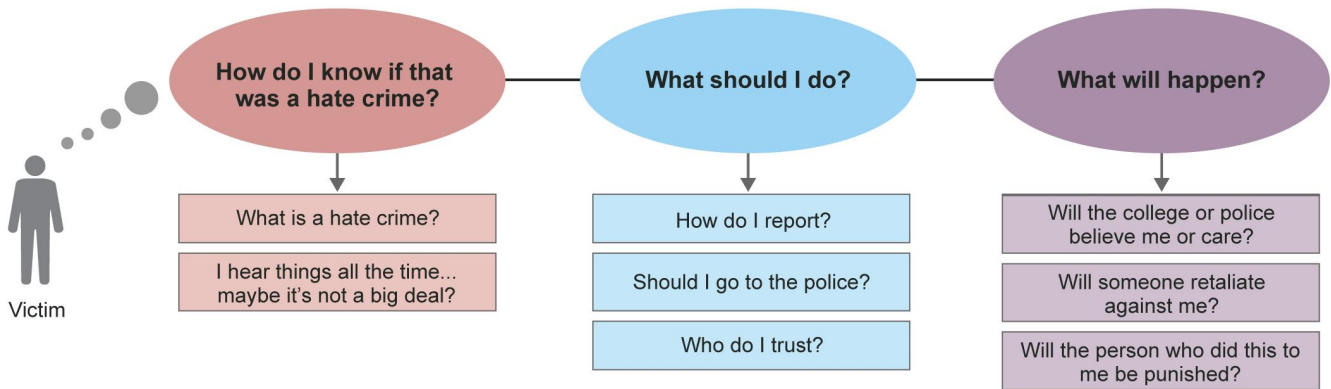 How do I know if that
was a hate crime?
What should I do?
What will happen?
Victim
What is a hate crime?
I hear things all the time...
maybe it's not a big deal?
How do I report?
Should I go to the police?
Who do I trust?
Will the college or police
believe me or care?
Will someone retaliate
against me?
Will the person who did this to
me be punished?